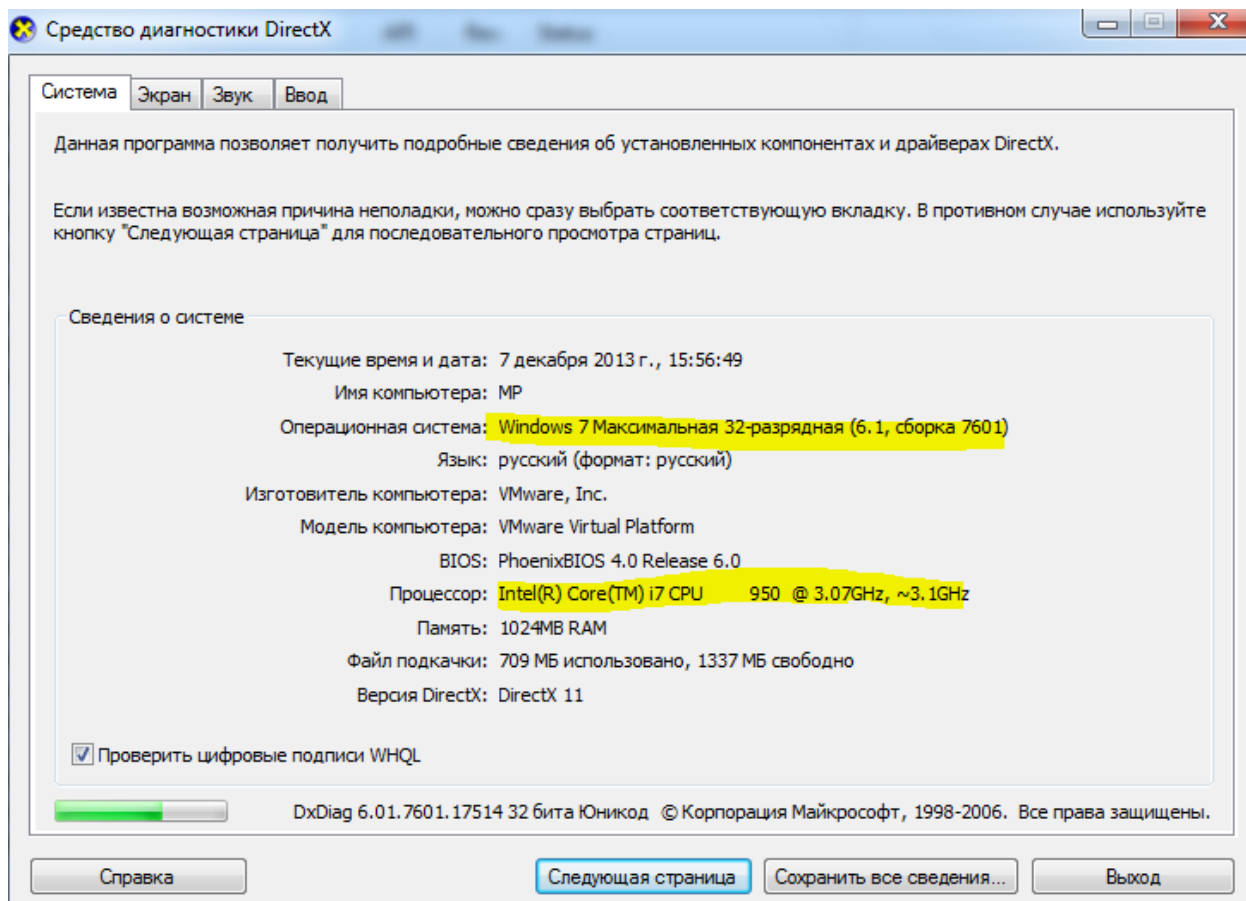 Средство диагностики DirectX
Система Экран Звук Ввод
Данная программа позволяет получить подробные сведения об установленных компонентах и драйверах DirectX.
Если известна возможная причина неполадки, можно сразу выбрать соответствующую вкладку. В противном случае используйте
кнопку "Следующая страница" для последовательного просмотра страниц.
Сведения о системе
Текущие время и дата: 7 декабря 2013 г., 15:56:49
Имя компьютера: MP
Операционная система: Windows 7 Максимальная 32-разрядная (6.1, сборка 7601)
Язык: русский (формат: русский)
Изготовитель компьютера: VMware, Inc.
Модель компьютера: VMware Virtual Platform
BIOS: PhoenixBIOS 4.0 Release 6.0
Процессор: Intel(R) Core(TM) i7 CPU 950 @ 3.07GHz, ~3.1GHz
Память: 1024MB RAM
Файл подкачки: 709 МБ использовано, 1337 МБ свободно
Версия DirectX: DirectX 11
Проверить цифровые подписи WHQL
DxDiag 6.01.7601.17514 32 бита Юникод © Корпорация Майкрософт, 1998-2006. Все права защищены.
Справка Следующая страница Сохранить все сведения... Выход